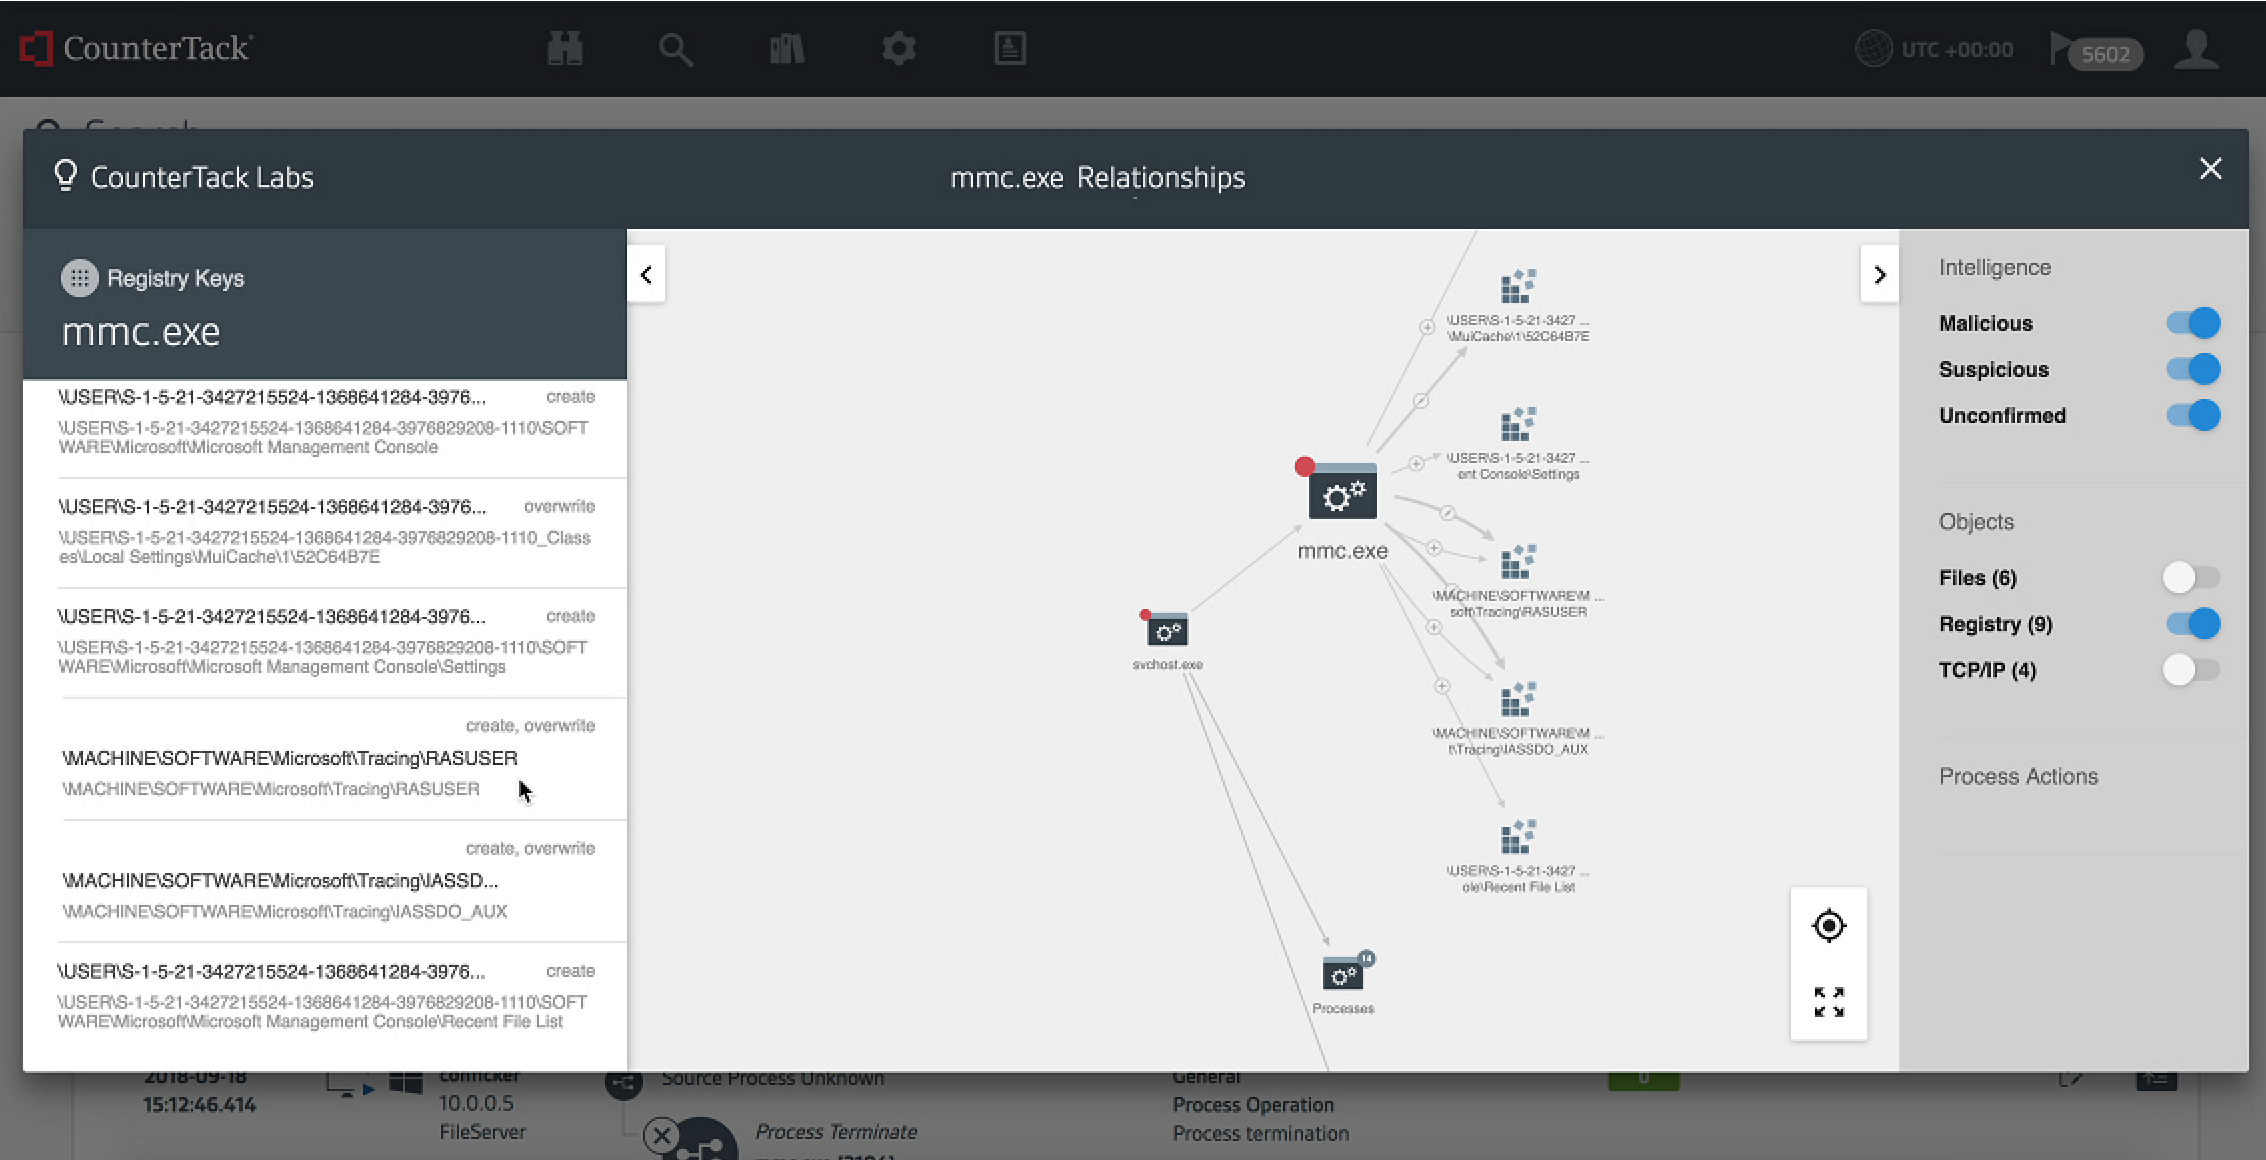 CounterTack
UTC +00:00
5602
Search
CounterTack Labs
mmc.exe Relationships
Registry Keys
mmc.exe
\USER\S-1-5-21-3427215524-1368641284-3976... create
\USER\S-1-5-21-3427215524-1368641284-3976829208-1110\SOFT
WARE\Microsoft\Microsoft Management Console
\USER\S-1-5-21-3427215524-1368641284-3976... overwrite
\USER\S-1-5-21-3427215524-1368641284-3976829208-1110_Class
es\Local Settings\MuiCache\1\52C64B7E
\USER\S-1-5-21-3427215524-1368641284-3976... create
\USER\S-1-5-21-3427215524-1368641284-3976829208-1110\SOFT
WARE\Microsoft\Microsoft Management Console\Settings
create, overwrite
\MACHINE\SOFTWARE\Microsoft\Tracing\RASUSER
\MACHINE\SOFTWARE\Microsoft\Tracing\RASUSER
create, overwrite
\MACHINE\SOFTWARE\Microsoft\Tracing\IASSD...
\MACHINE\SOFTWARE\Microsoft\Tracing\IASSDO_AUX
\USER\S-1-5-21-3427215524-1368641284-3976... create
\USER\S-1-5-21-3427215524-1368641284-3976829208-1110\SOFT
WARE\Microsoft\Microsoft Management Console\Recent File List
\USER\S-1-5-21-3427 ...
\MuiCache\1\52C64B7E
\USER\S-1-5-21-3427 ...
ent Console\Settings
mmc.exe
\MACHINE\SOFTWARE\M ...
soft\Tracing\RASUSER
svchost.exe
\MACHINE\SOFTWARE\M ...
t\Tracing\IASSDO_AUX
\USER\S-1-5-21-3427 ...
ole\Recent File List
14
Processes
Intelligence
Malicious
Suspicious
Unconfirmed
Objects
Files (6)
Registry (9)
TCP/IP (4)
Process Actions
2018-09-18
15:12:46.414
conficker
10.0.0.5
FileServer
Source Process Unknown
Process Terminate
General
Process Operation
Process termination
0